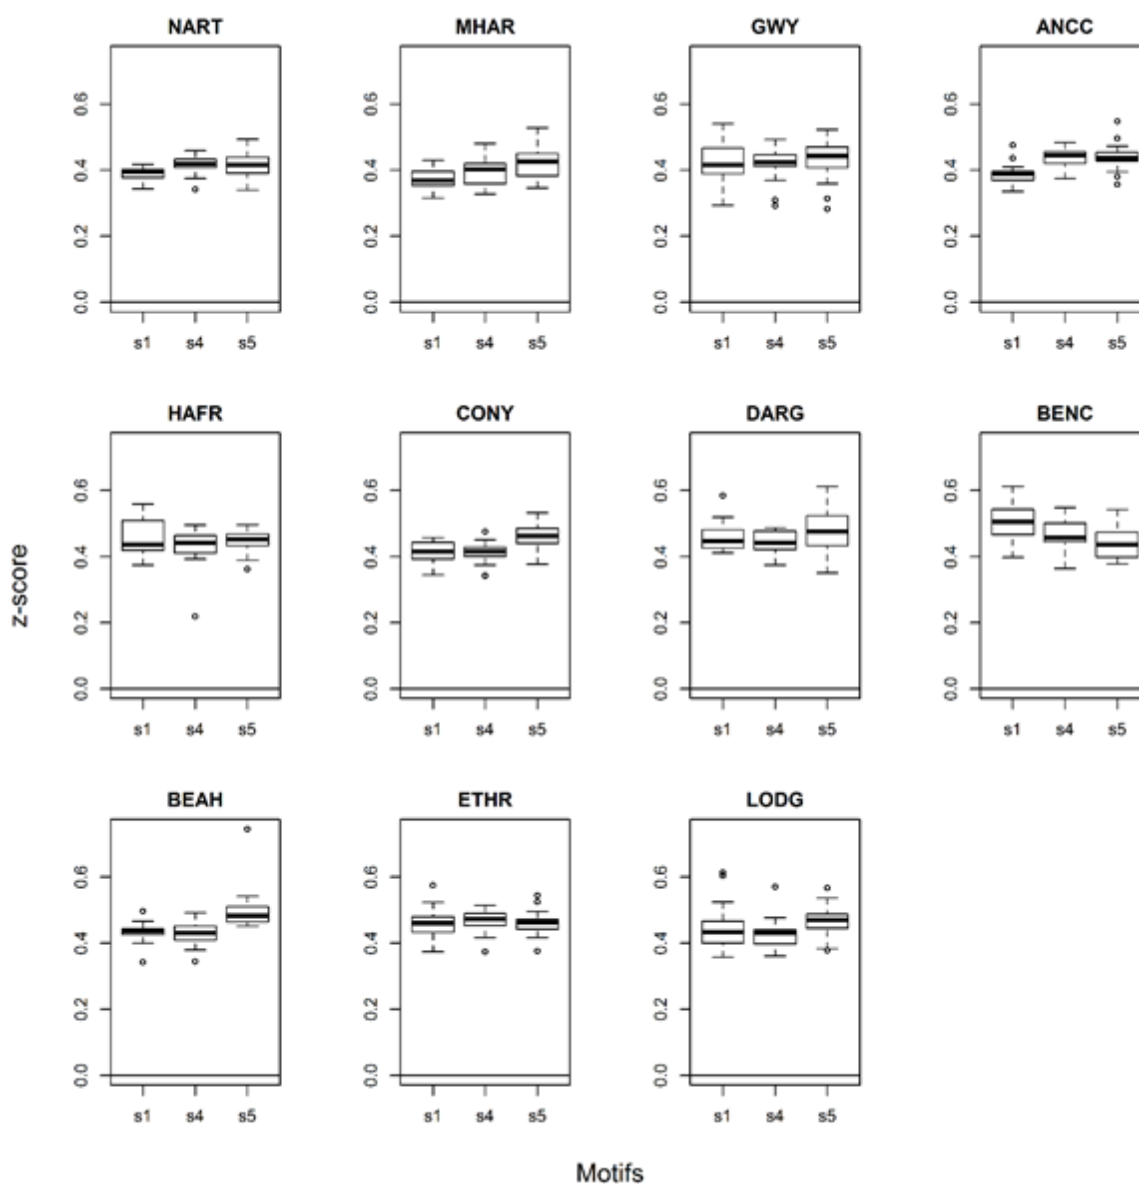 NART MHAR GWY ANCC
0.6 0.6 0.6 0.6
0.4 0.4 0.4 0.4
0.2 0.2 0.2 0.2
0.0 0.0 0.0 0.0
s1 s4 s5 s1 s4 s5 s1 s4 s5 s1 s4 s5
HAFR CONY DARG BENC
0.6 0.6 0.6 0.6
0.4 0.4 0.4 0.4
z-score
0.2 0.2 0.2 0.2
0.0 0.0 0.0 0.0
s1 s4 s5 s1 s4 s5 s1 s4 s5 s1 s4 s5
BEAH ETHR LODG
0.6 0.6 0.6
0.4 0.4 0.4
0.2 0.2 0.2
0.0 0.0 0.0
s1 s4 s5 s1 s4 s5 s1 s4 s5
Motifs